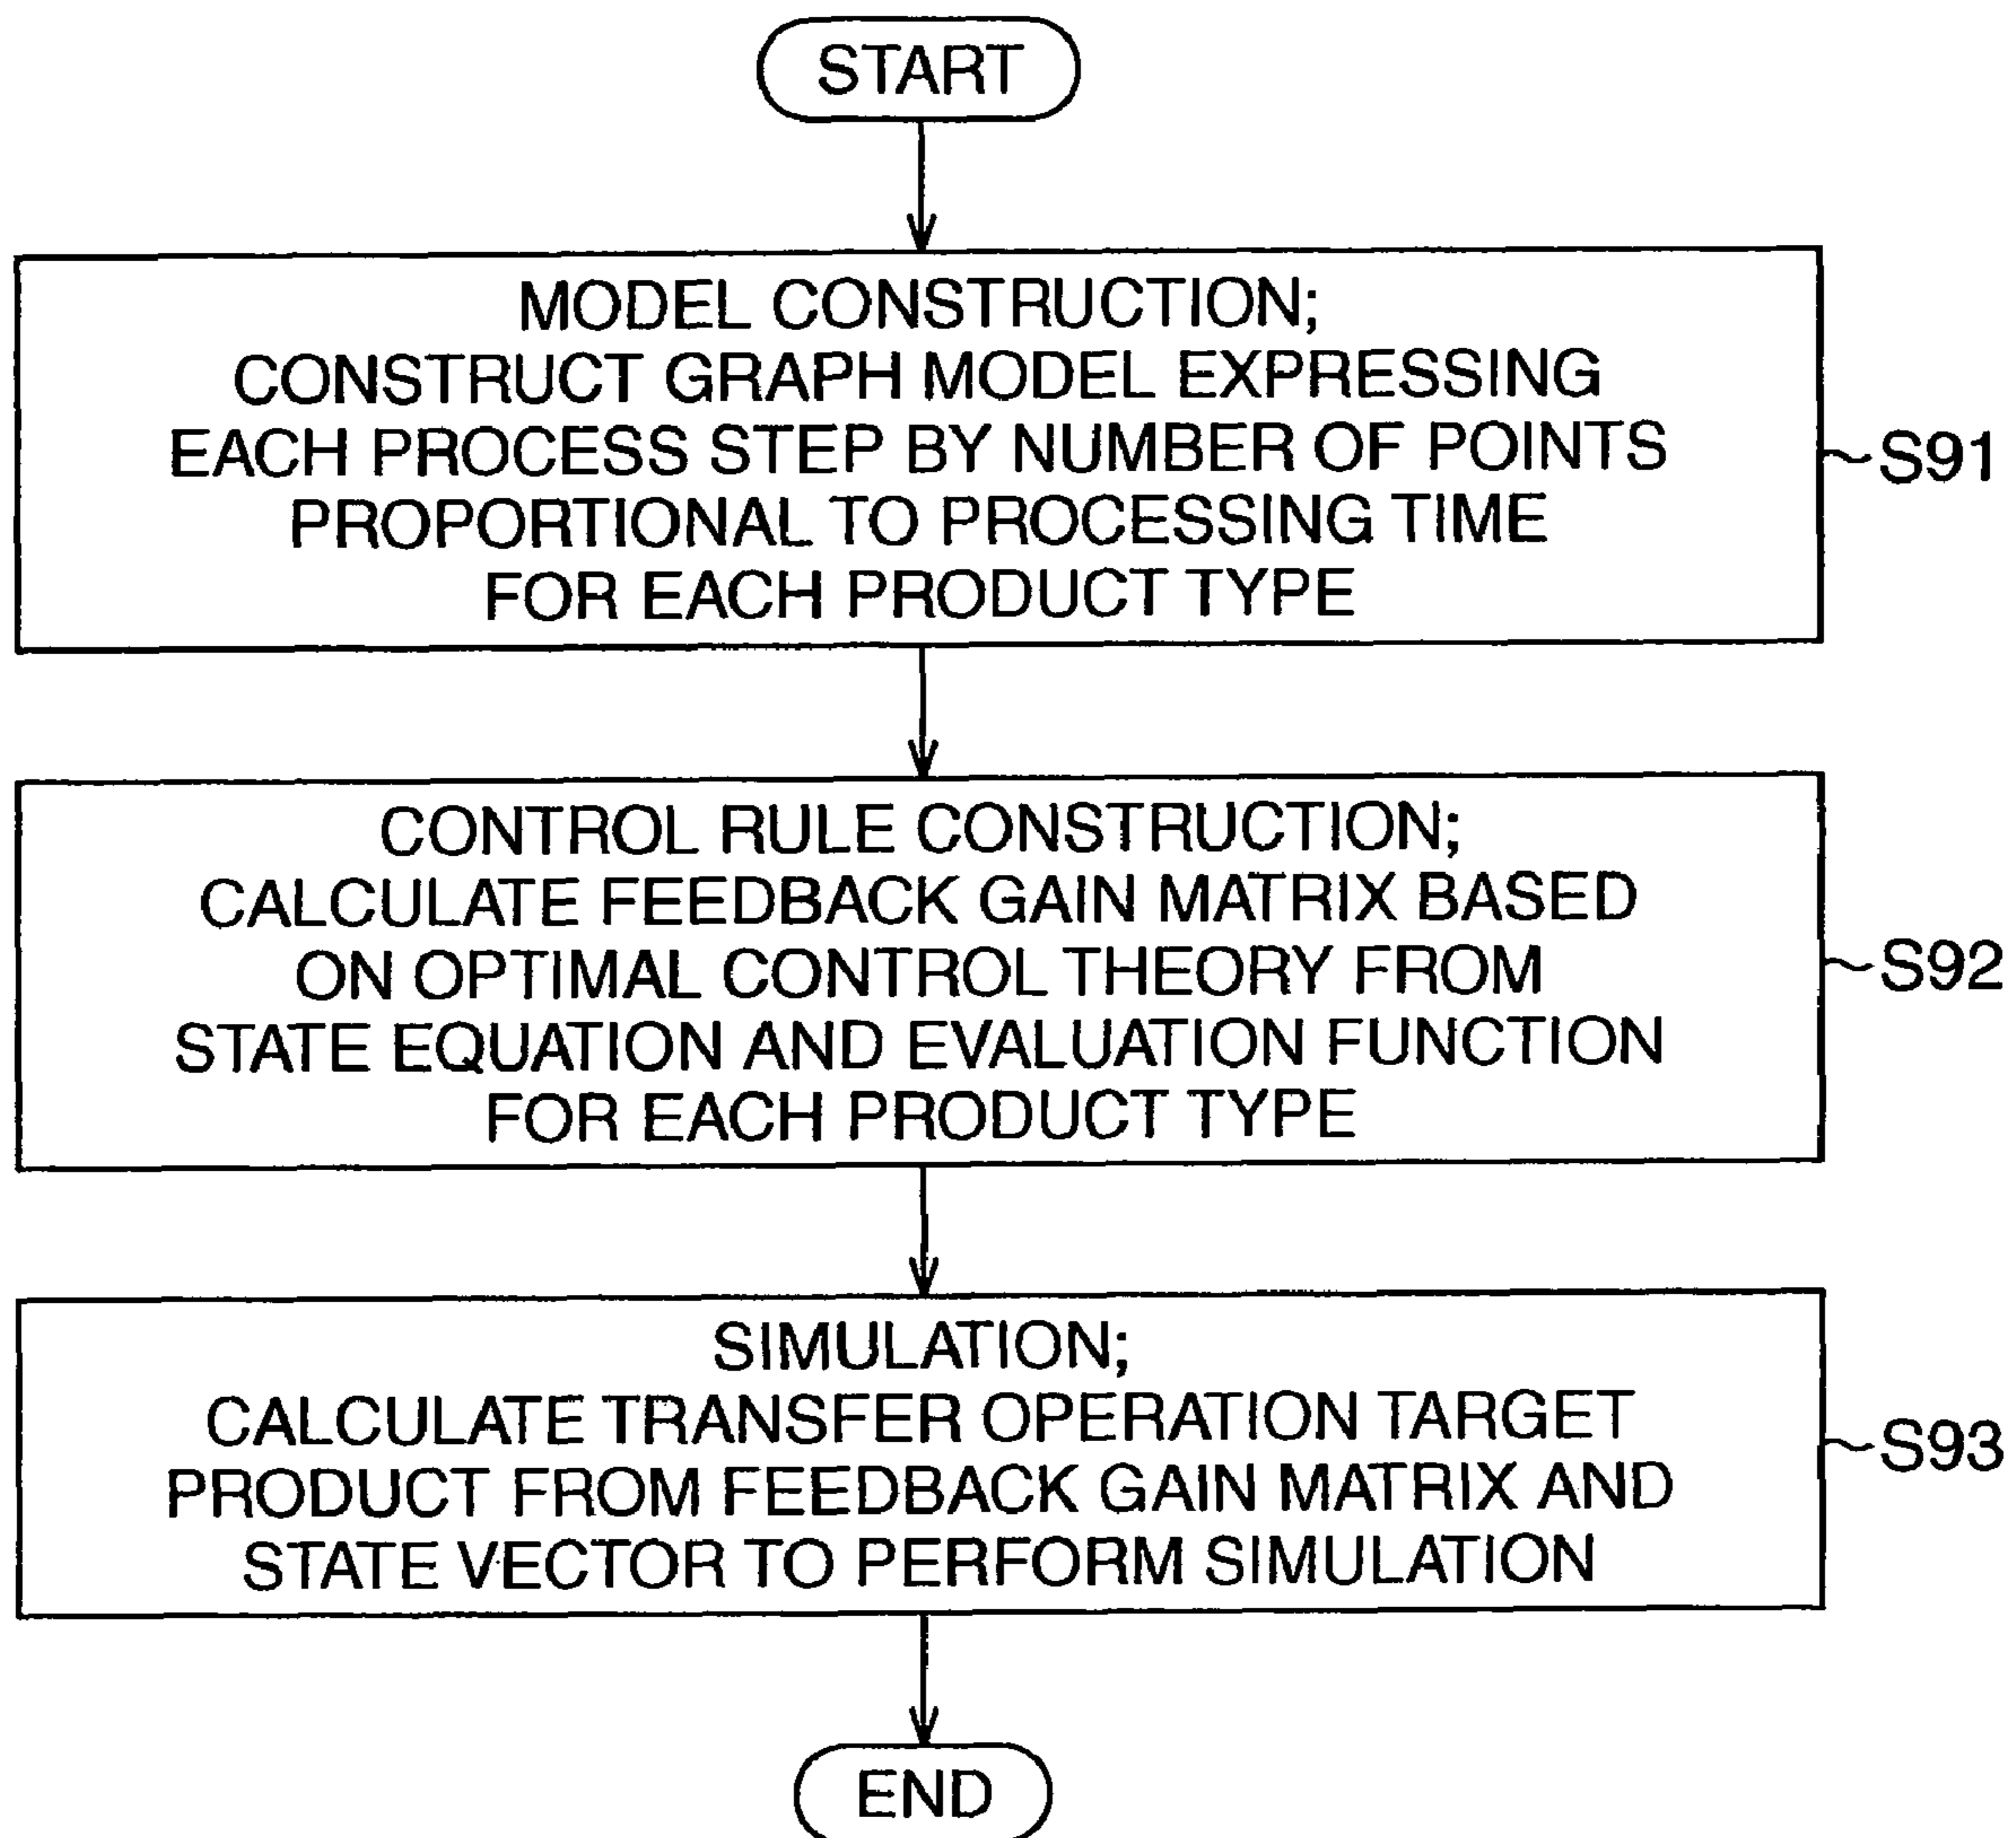 START
MODEL CONSTRUCTION;
CONSTRUCT GRAPH MODEL EXPRESSING
EACH PROCESS STEP BY NUMBER OF POINTS
PROPORTIONAL TO PROCESSING TIME
FOR EACH PRODUCT TYPE
S91
CONTROL RULE CONSTRUCTION;
CALCULATE FEEDBACK GAIN MATRIX BASED
ON OPTIMAL CONTROL THEORY FROM
STATE EQUATION AND EVALUATION FUNCTION
FOR EACH PRODUCT TYPE
S92
SIMULATION;
CALCULATE TRANSFER OPERATION TARGET
PRODUCT FROM FEEDBACK GAIN MATRIX AND
STATE VECTOR TO PERFORM SIMULATION
S93
END